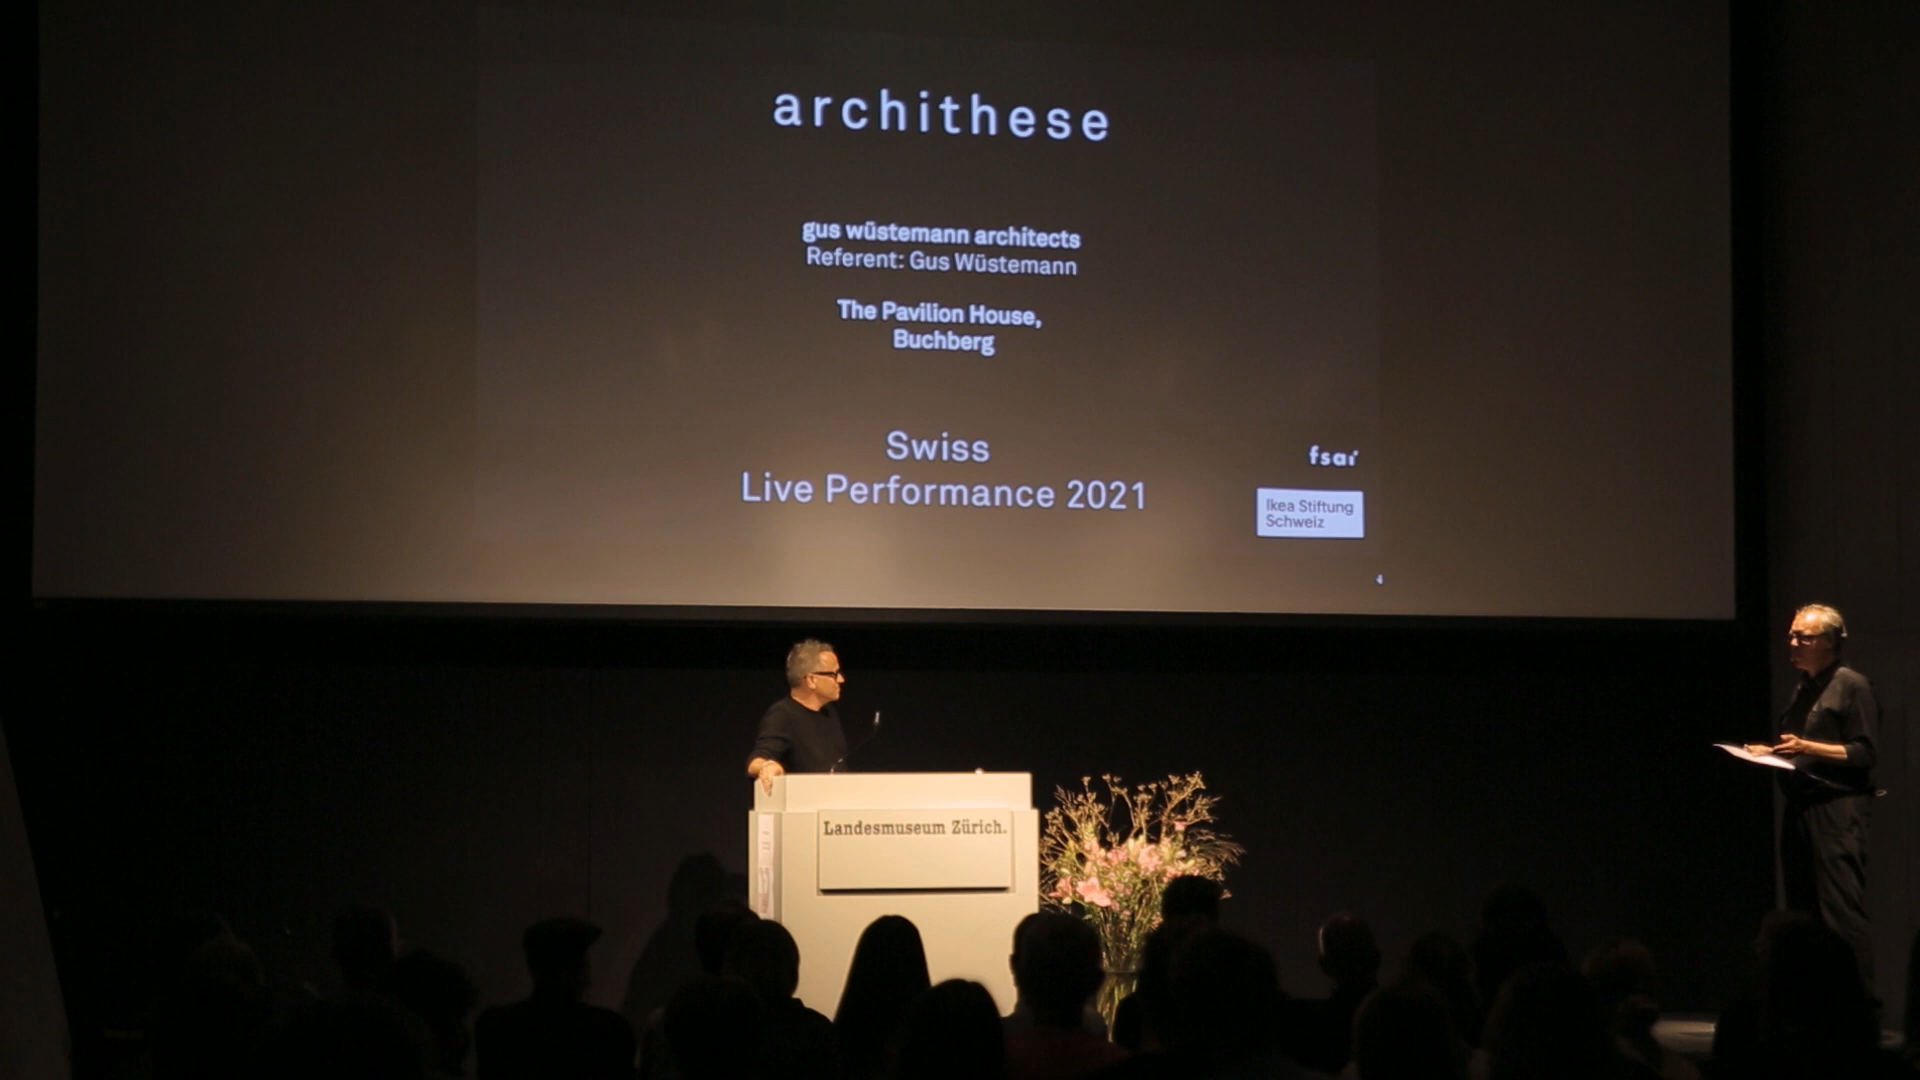 archithese
gus wüstemann architects
Referent: Gus Wüstemann
The Pavilion House,
Buchberg
Swiss
Live Performance 2021
fsai
Ikea Stiftung
Schweiz
Landesmuseum Zürich.